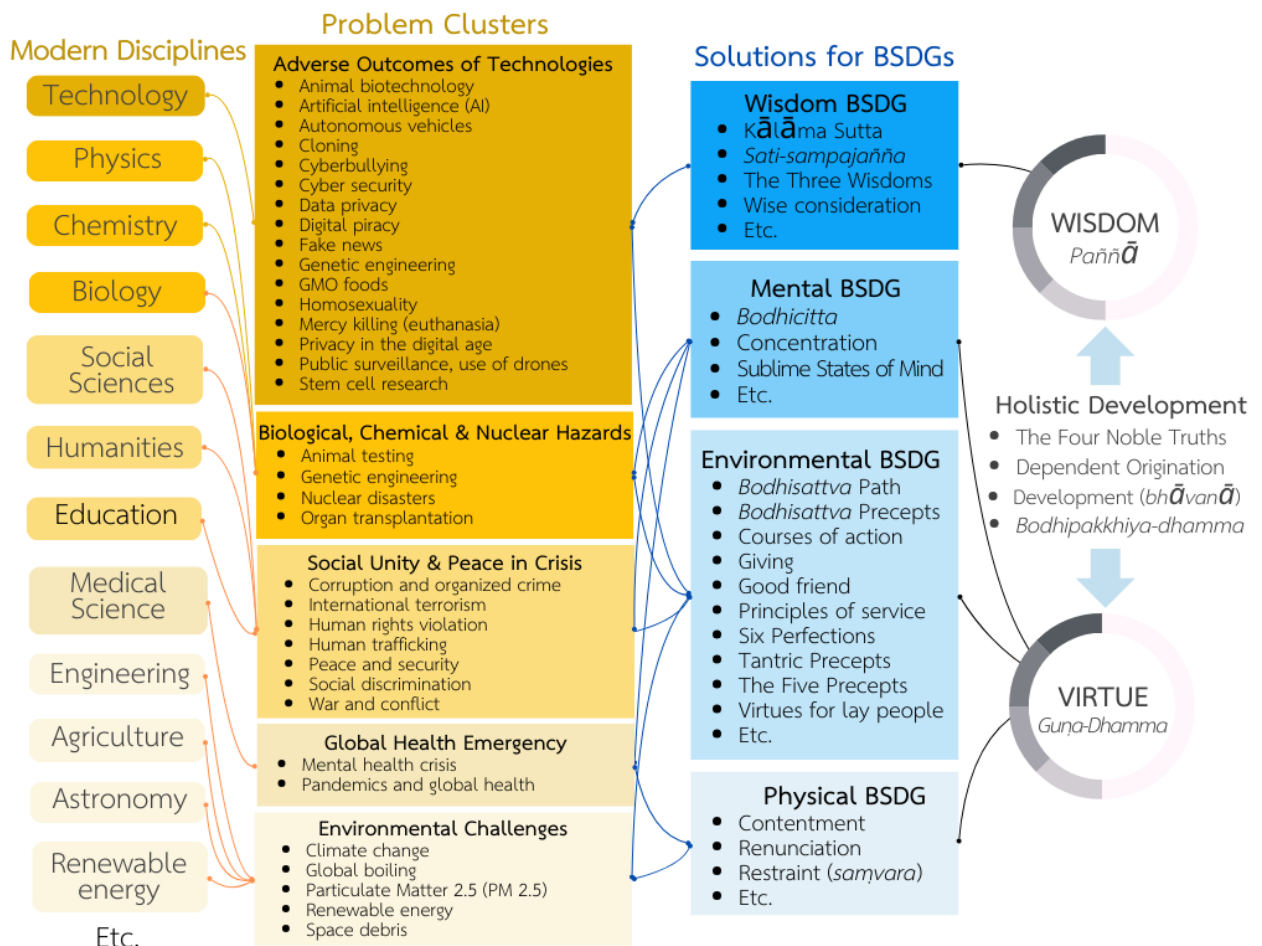 Modern Disciplines
Technology
Physics
Chemistry
Biology
Social
Sciences
Humanities
Education
Medical
Science
Engineering
Agriculture
Astronomy
Renewable
energy
Etc.
Problem Clusters
Adverse Outcomes of Technologies
• Animal biotechnology
• Artificial intelligence (AI)
• Autonomous vehicles
• Cloning
• Cyberbullying
• Cyber security
• Data privacy
• Digital piracy
• Fake news
• Genetic engineering
• GMO foods
• Homosexuality
• Mercy killing (euthanasia)
• Privacy in the digital age
• Public surveillance, use of drones
• Stem cell research
Biological, Chemical & Nuclear Hazards
• Animal testing
• Genetic engineering
• Nuclear disasters
• Organ transplantation
Social Unity & Peace in Crisis
• Corruption and organized crime
• International terrorism
• Human rights violation
• Human trafficking
• Peace and security
• Social discrimination
• War and conflict
Global Health Emergency
• Mental health crisis
• Pandemics and global health
Environmental Challenges
• Climate change
• Global boiling
• Particulate Matter 2.5 (PM 2.5)
• Renewable energy
• Space debris
Solutions for BSDGs
Wisdom BSDG
• Kālāma Sutta
• Sati-sampajañña
• The Three Wisdoms
• Wise consideration
• Etc.
Mental BSDG
• Bodhicitta
• Concentration
• Sublime States of Mind
• Etc.
Environmental BSDG
• Bodhisattva Path
• Bodhisattva Precepts
• Courses of action
• Giving
• Good friend
• Principles of service
• Six Perfections
• Tantric Precepts
• The Five Precepts
• Virtues for lay people
• Etc.
Physical BSDG
• Contentment
• Renunciation
• Restraint (saṃvara)
• Etc.
WISDOM
Paññā
Holistic Development
• The Four Noble Truths
• Dependent Origination
• Development (bhāvanā)
• Bodhipakkhiya-dhamma
VIRTUE
Guṇa-Dhamma